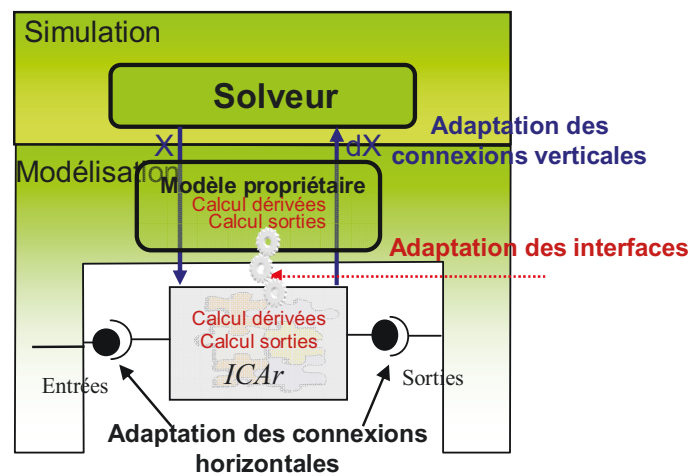 Simulation
Solveur
X
dX
Adaptation des
connexions verticales
Modélisation
Modèle propriétaire
Calcul dérivées
Calcul sorties
Adaptation des interfaces
Calcul dérivées
Calcul sorties
ICAr
Entrées
Sorties
Adaptation des connexions
horizontales